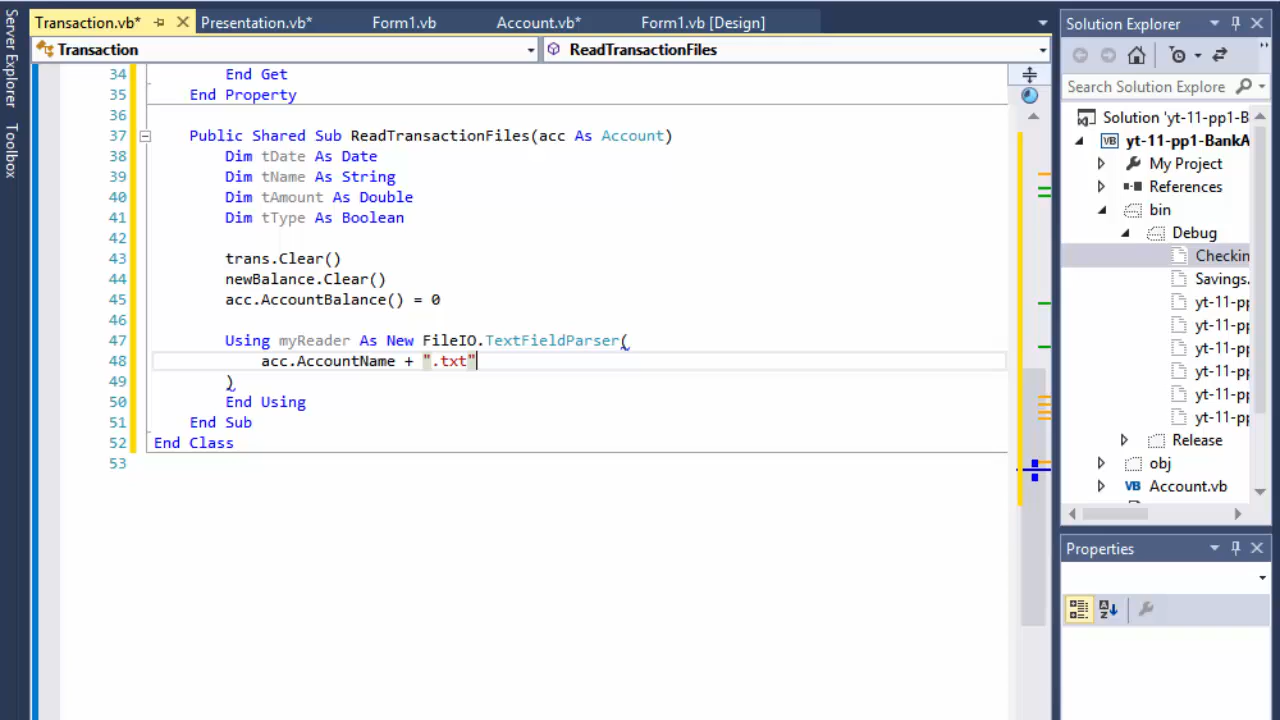 Server Explorer
Toolbox
Transaction.vb*
Presentation.vb*
Form1.vb
Account.vb*
Form1.vb [Design]
Transaction
ReadTransactionFiles
34 End Get
35 End Property
36
37 Public Shared Sub ReadTransactionFiles(acc As Account)
38 Dim tDate As Date
39 Dim tName As String
40 Dim tAmount As Double
41 Dim tType As Boolean
42
43 trans.Clear()
44 newBalance.Clear()
45 acc.AccountBalance() = 0
46
47 Using myReader As New FileIO.TextFieldParser(
48 acc.AccountName + ".txt"
49 )
50 End Using
51 End Sub
52 End Class
53
Solution Explorer
Search Solution Explorer
Solution 'yt-11-pp1-B
VB yt-11-pp1-BankA
My Project
References
bin
Debug
Checkin
Savings.
yt-11-pp
yt-11-pp
yt-11-pp
yt-11-pp
yt-11-pp
yt-11-pp
Release
obj
VB Account.vb
Properties